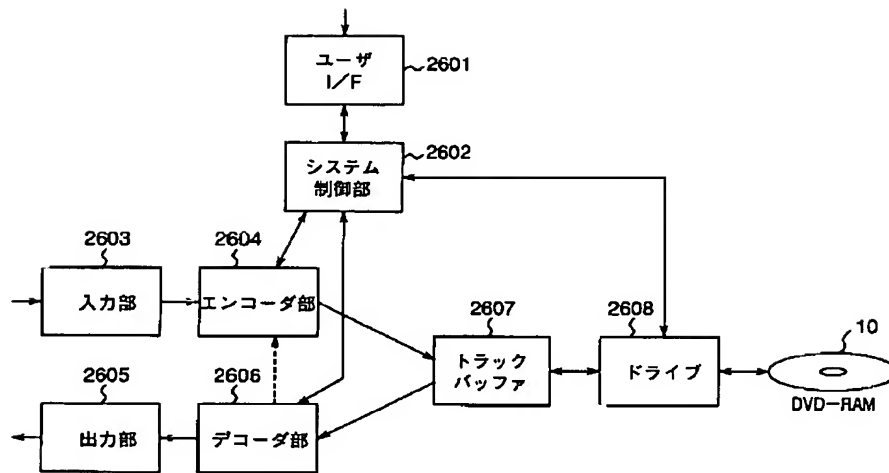 ユーザ
I/F
2601
システム
制御部
2602
2603
入力部
2604
エンコーダ部
2607
トラック
バッファ
2608
ドライブ
10
DVD-RAM
2605
出力部
2606
デコーダ部